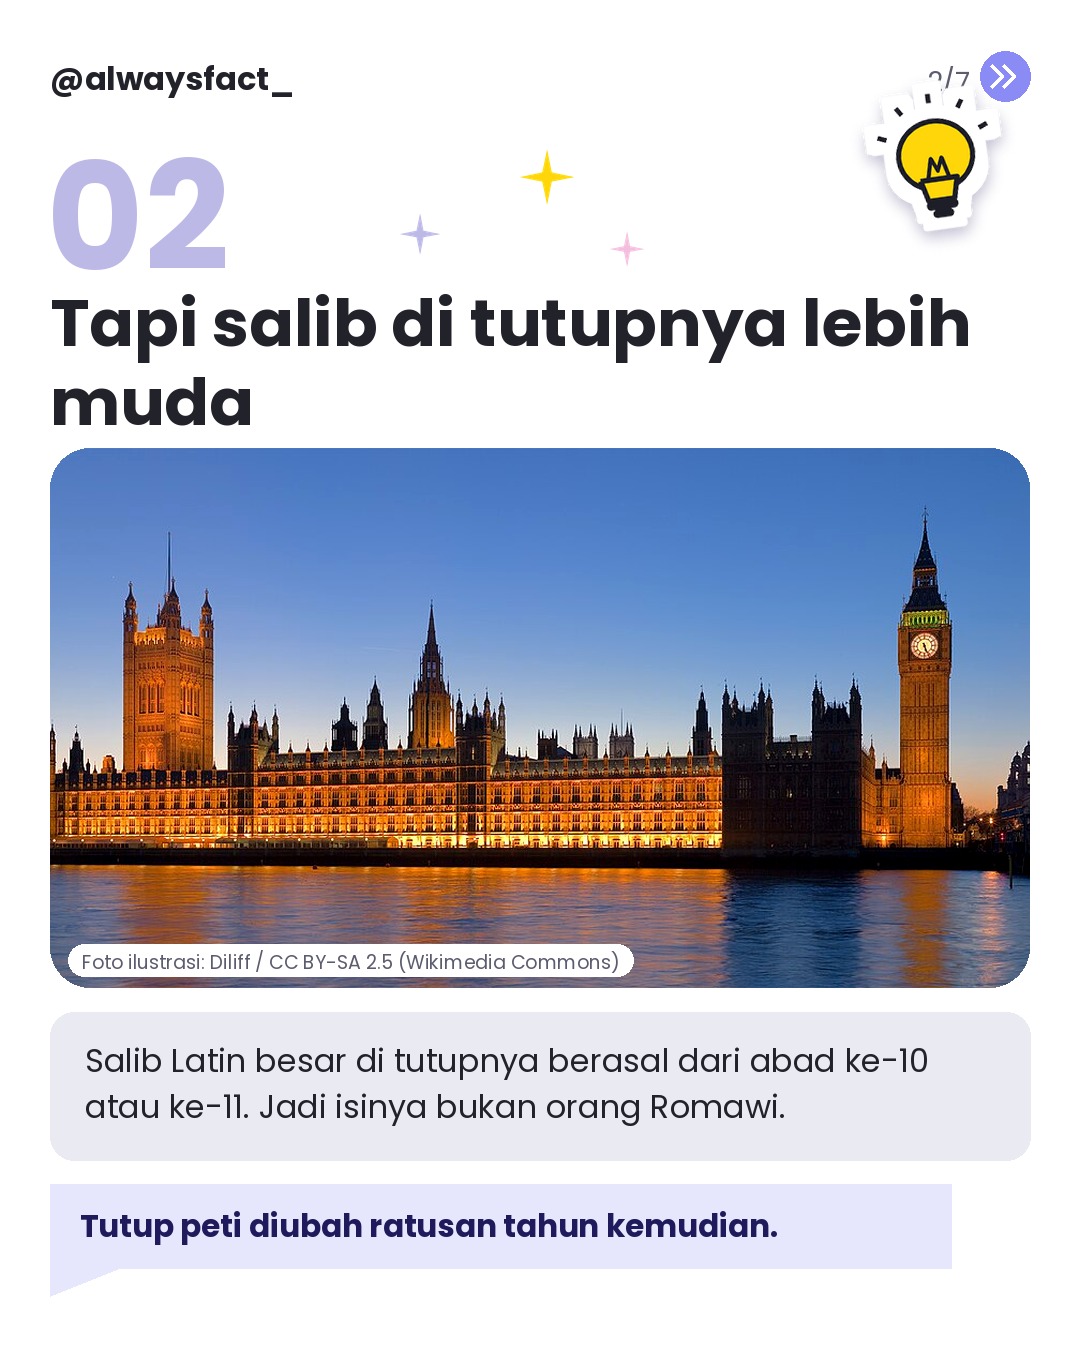 @alwaysfact_
2/7
02
Tapi salib di tutupnya lebih
muda
Foto ilustrasi: Diliff / CC BY-SA 2.5 (Wikimedia Commons)
Salib Latin besar di tutupnya berasal dari abad ke-10
atau ke-11. Jadi isinya bukan orang Romawi.
Tutup peti diubah ratusan tahun kemudian.